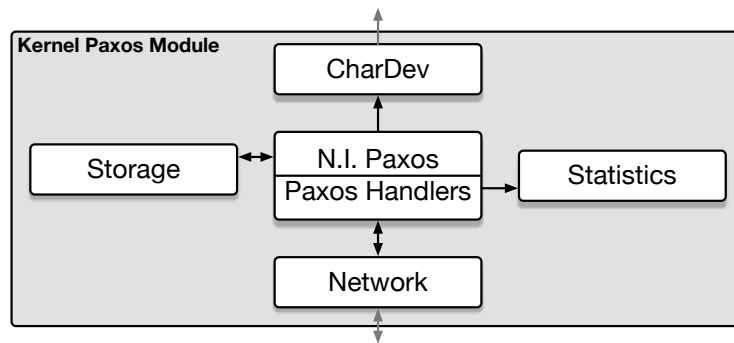 Kernel Paxos Module
CharDev
Storage
N.I. Paxos
Paxos Handlers
Statistics
Network